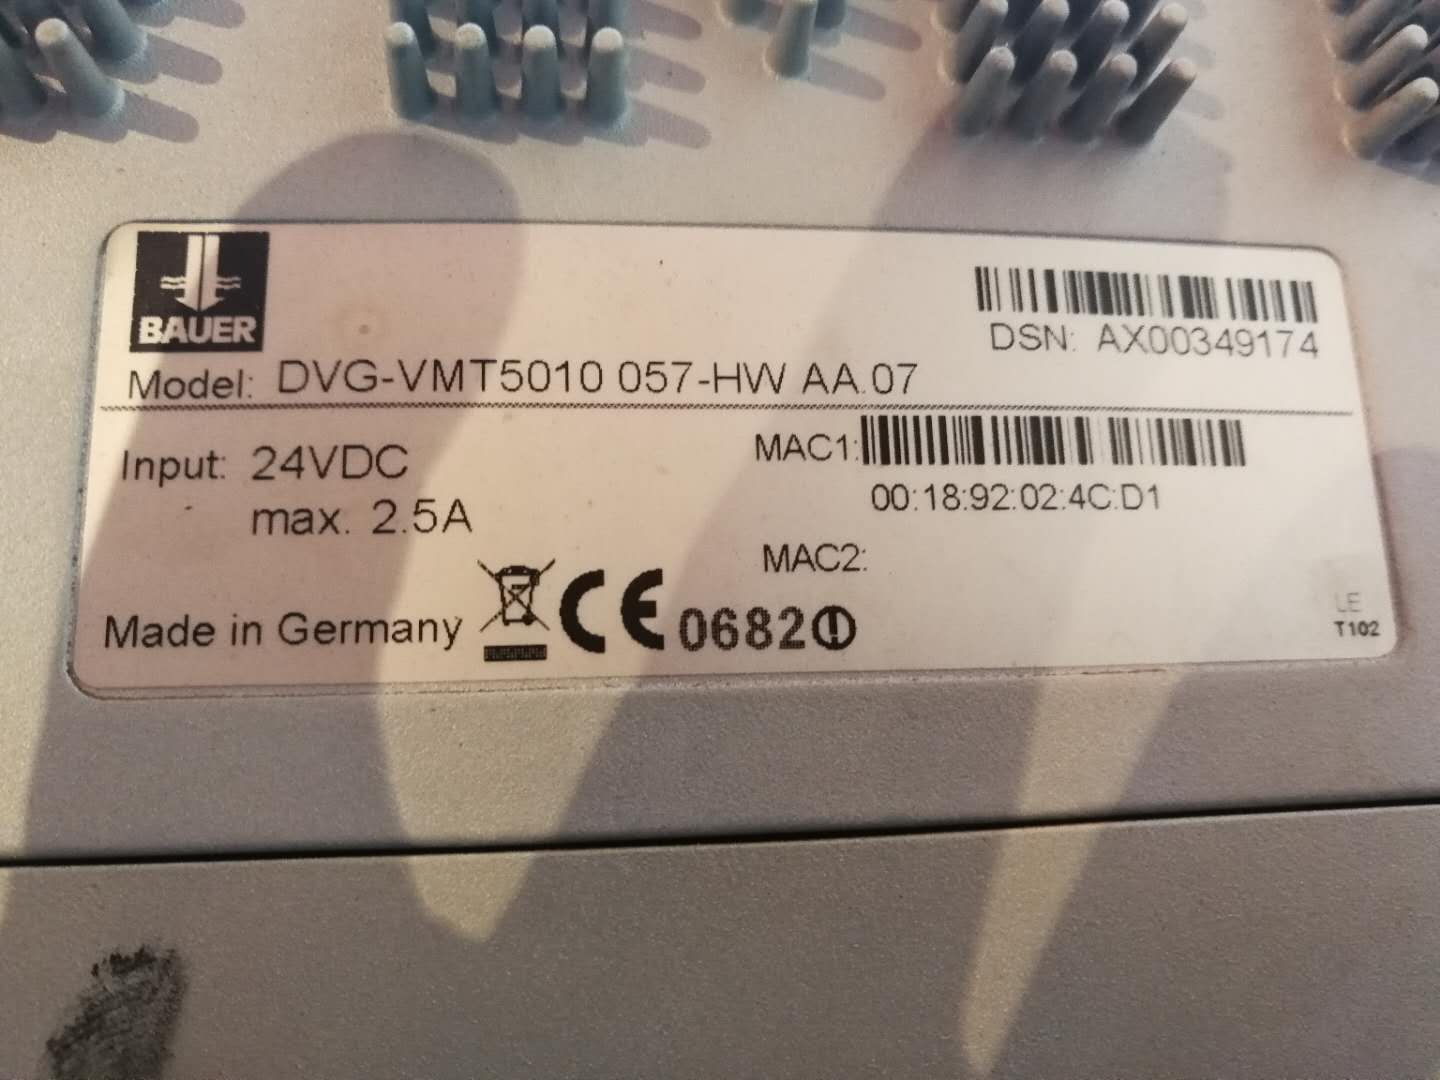 BAUER
DSN: AX00349174
Model: DVG-VMT5010 057-HW AA.07
Input: 24VDC
max. 2.5A
MAC1:
00:18:92:02:4C:D1
MAC2:
Made in Germany
CE 0682
LE
T102